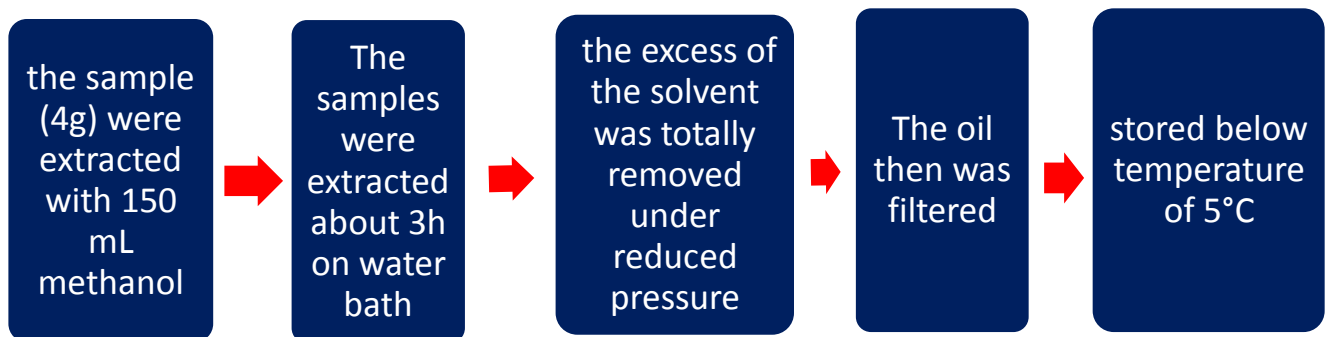 the sample
(4g) were
extracted
with 150
mL
methanol
The
samples
were
extracted
about 3h
on water
bath
the excess of
the solvent
was totally
removed
under
reduced
pressure
The oil
then was
filtered
stored below
temperature
of 5°C